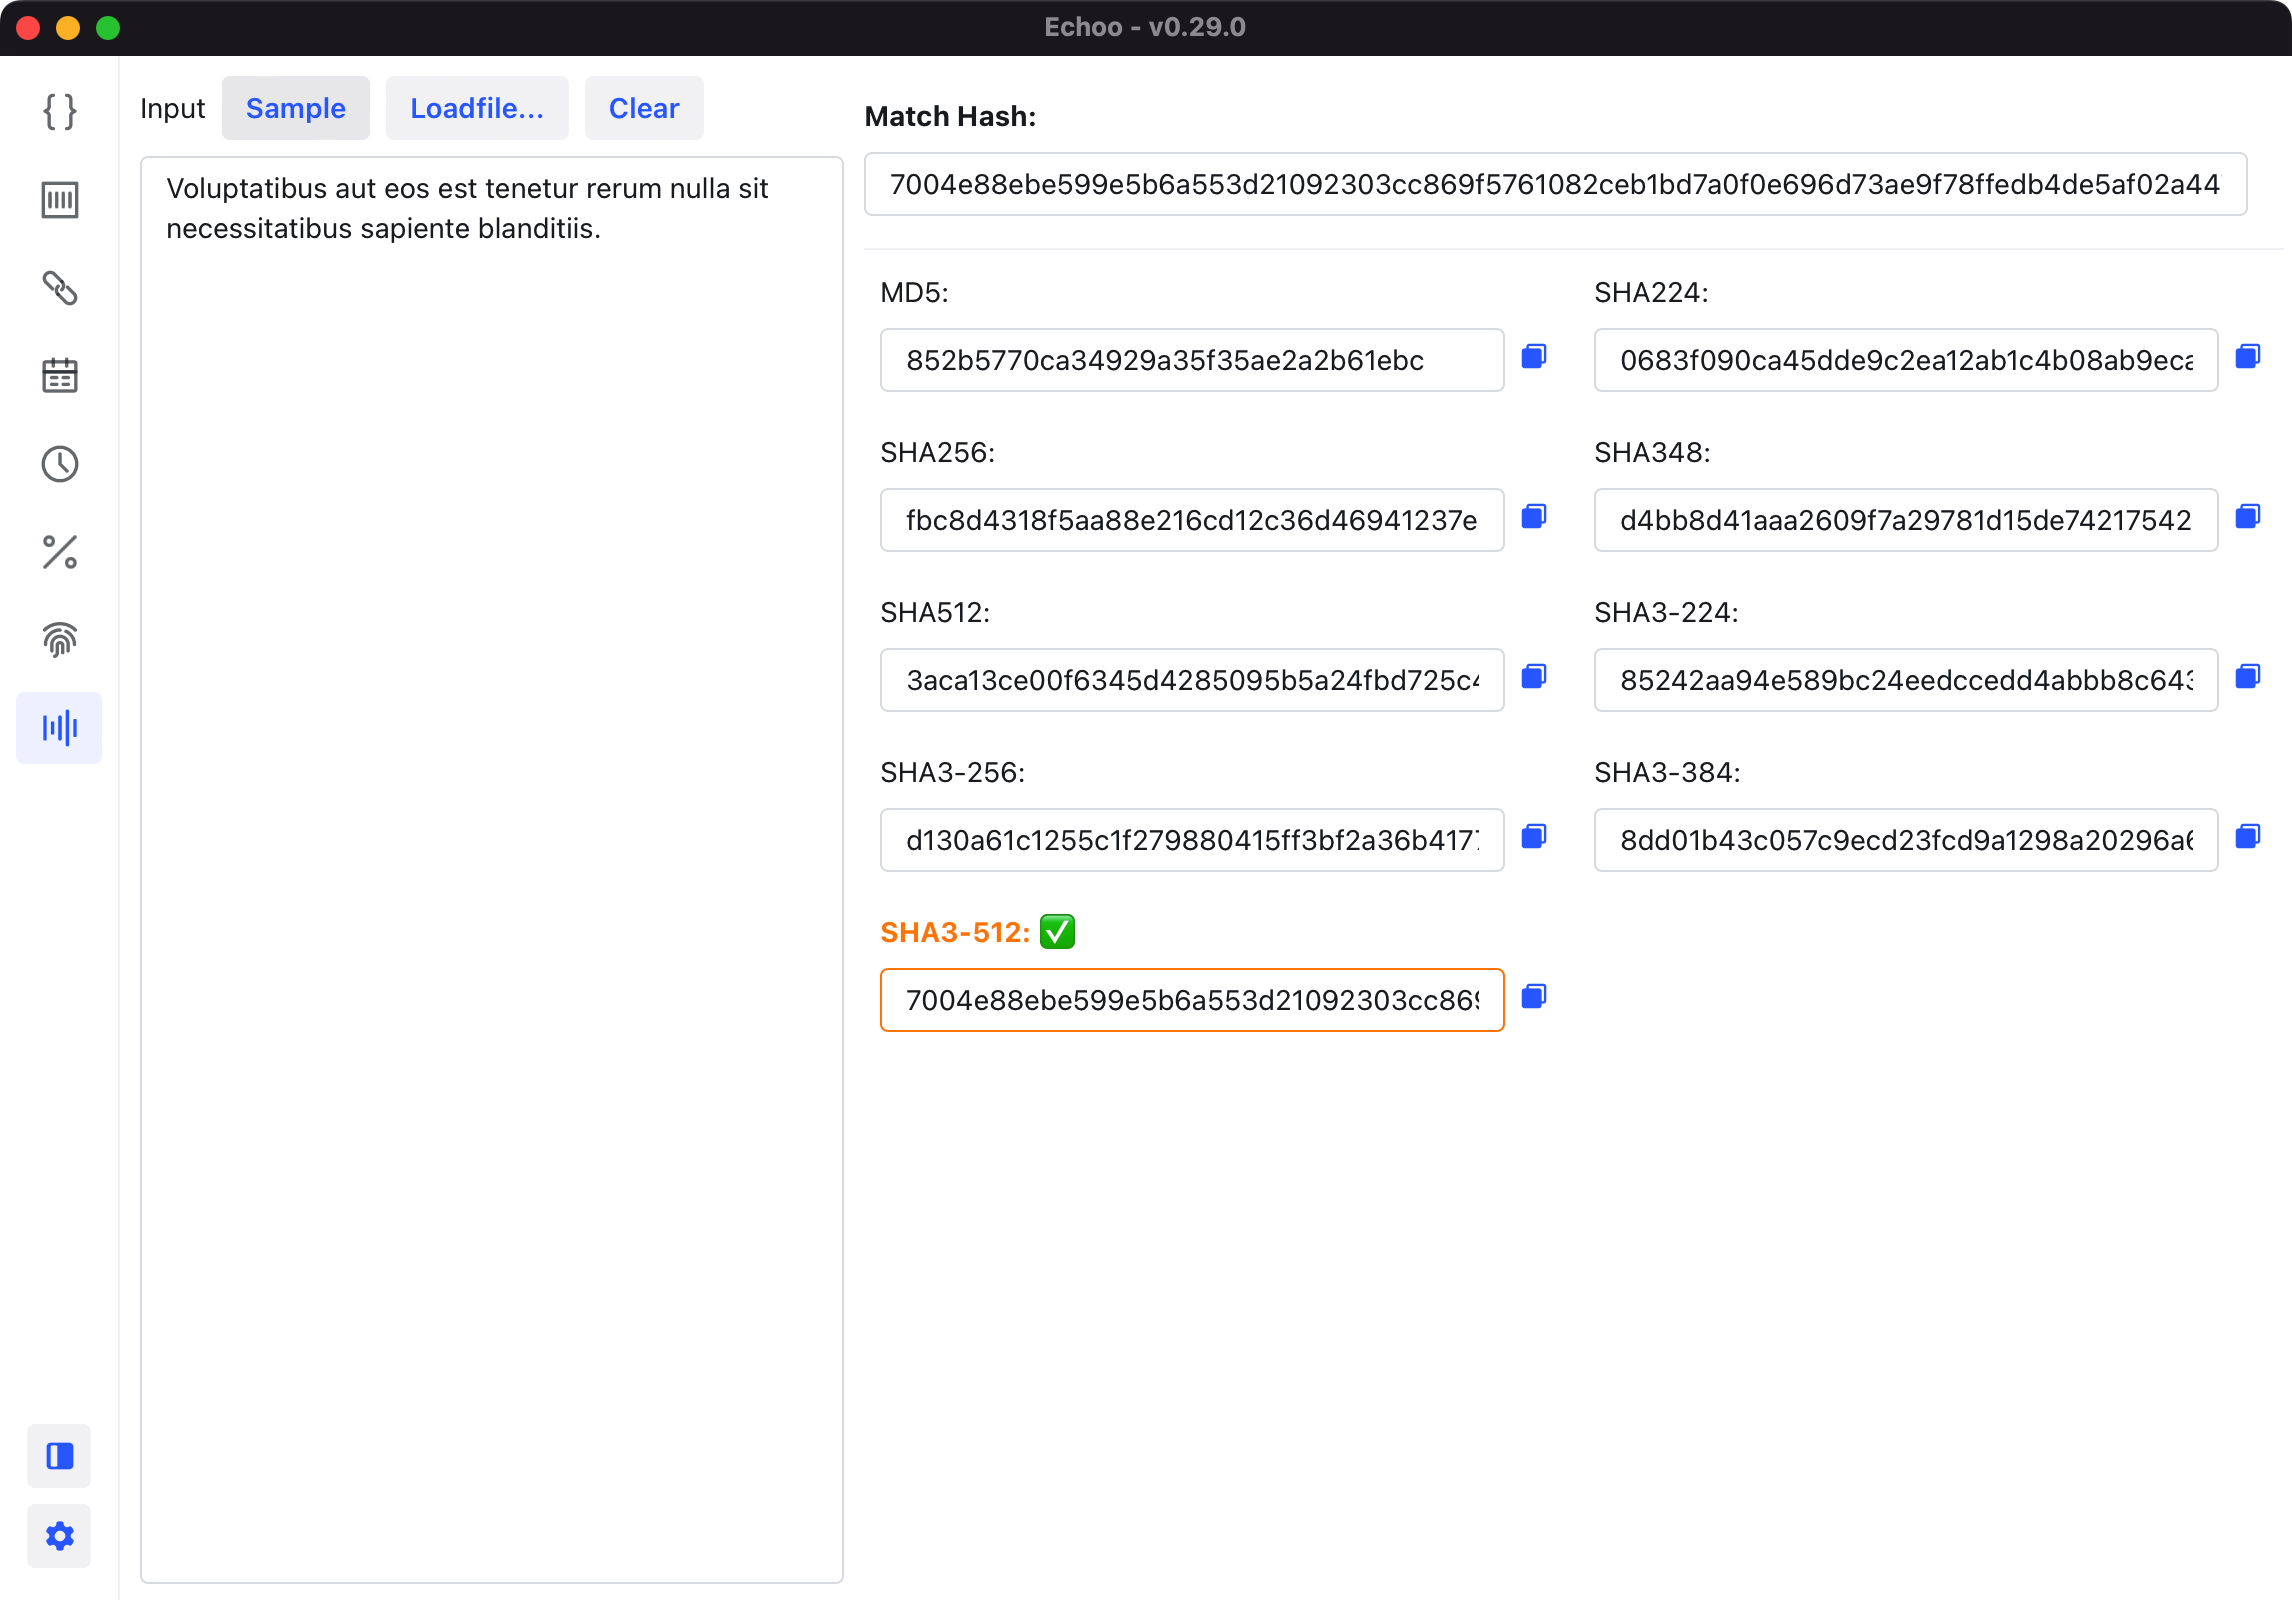 Echoo - v0.29.0
Input
Sample
Loadfile...
Clear
Voluptatibus aut eos est tenetur rerum nulla sit
necessitatibus sapiente blanditiis.
Match Hash:
7004e88ebe599e5b6a553d21092303cc869f5761082ceb1bd7a0f0e696d73ae9f78ffedb4de5af02a44
MD5:
852b5770ca34929a35f35ae2a2b61ebc
SHA224:
0683f090ca45dde9c2ea12ab1c4b08ab9eca
SHA256:
fbc8d4318f5aa88e216cd12c36d46941237e
SHA348:
d4bb8d41aaa2609f7a29781d15de74217542
SHA512:
3aca13ce00f6345d4285095b5a24fbd725c4
SHA3-224:
85242aa94e589bc24eedccedd4abbb8c643
SHA3-256:
d130a61c1255c1f279880415ff3bf2a36b4177
SHA3-384:
8dd01b43c057c9ecd23fcd9a1298a20296a6
SHA3-512:
7004e88ebe599e5b6a553d21092303cc869